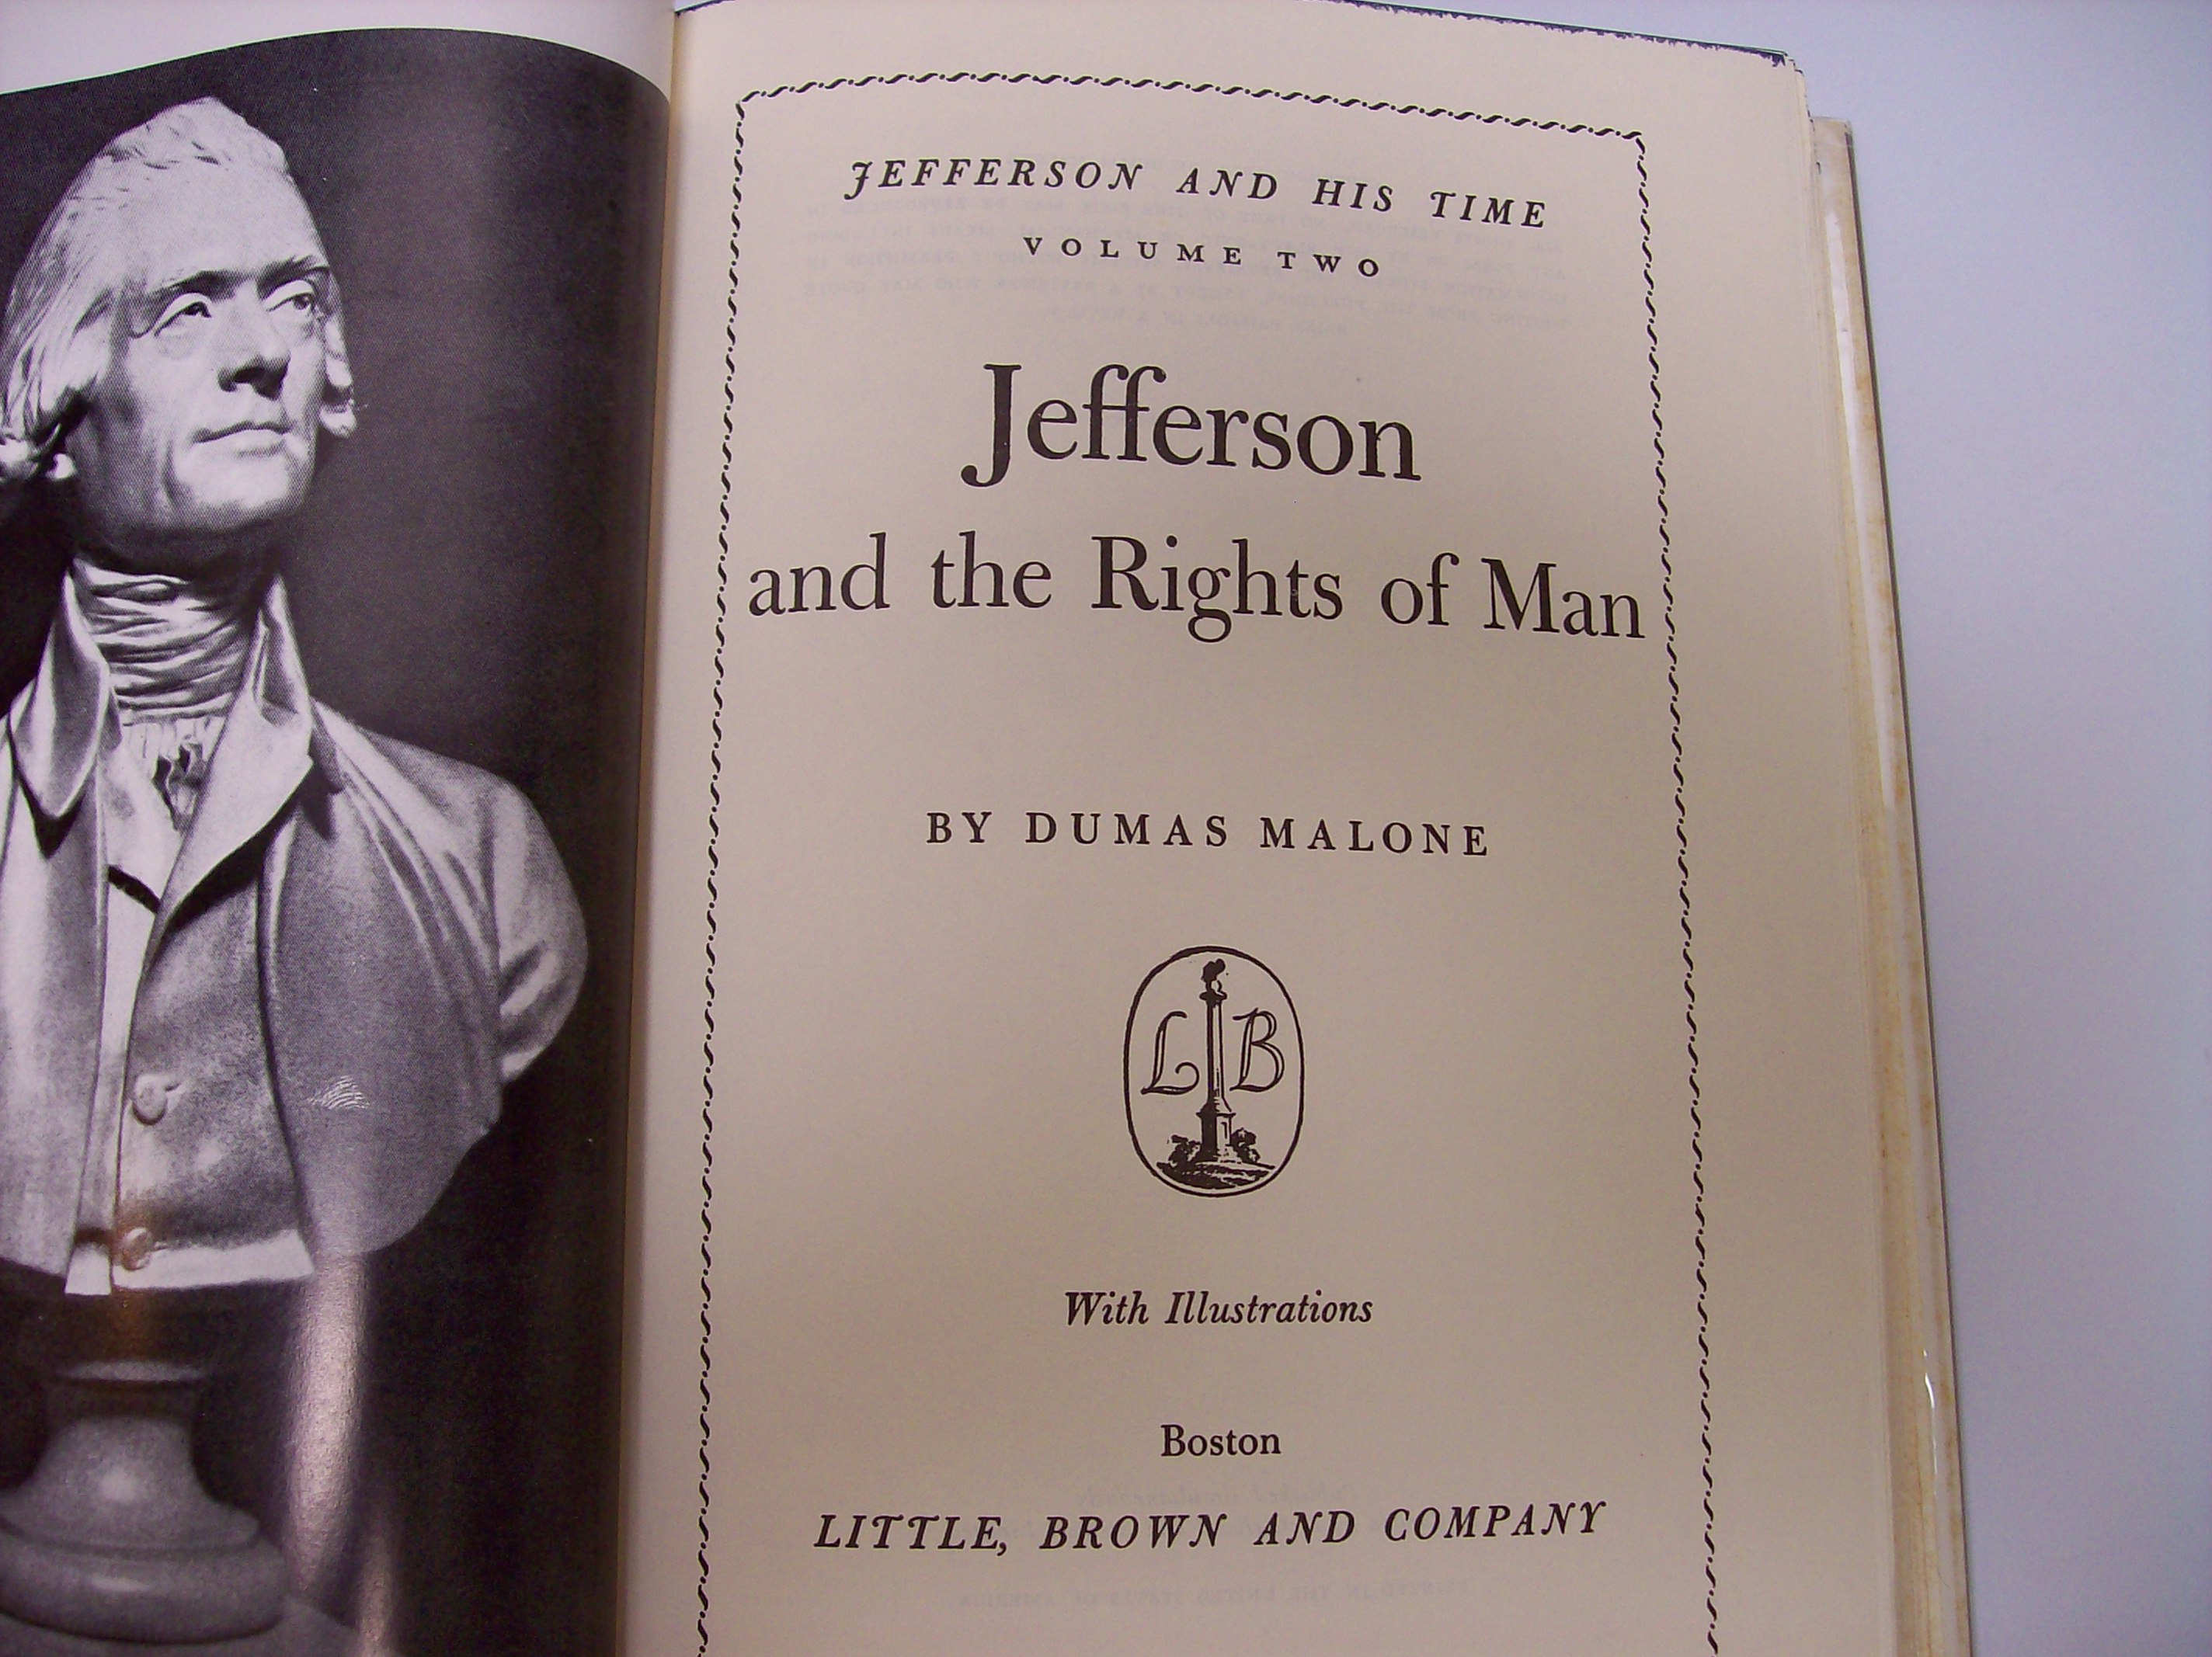 JEFFERSON AND HIS TIME
VOLUME TWO
Jefferson
and the Rights of Man
BY DUMAS MALONE
L B
With Illustrations
Boston
LITTLE, BROWN AND COMPANY